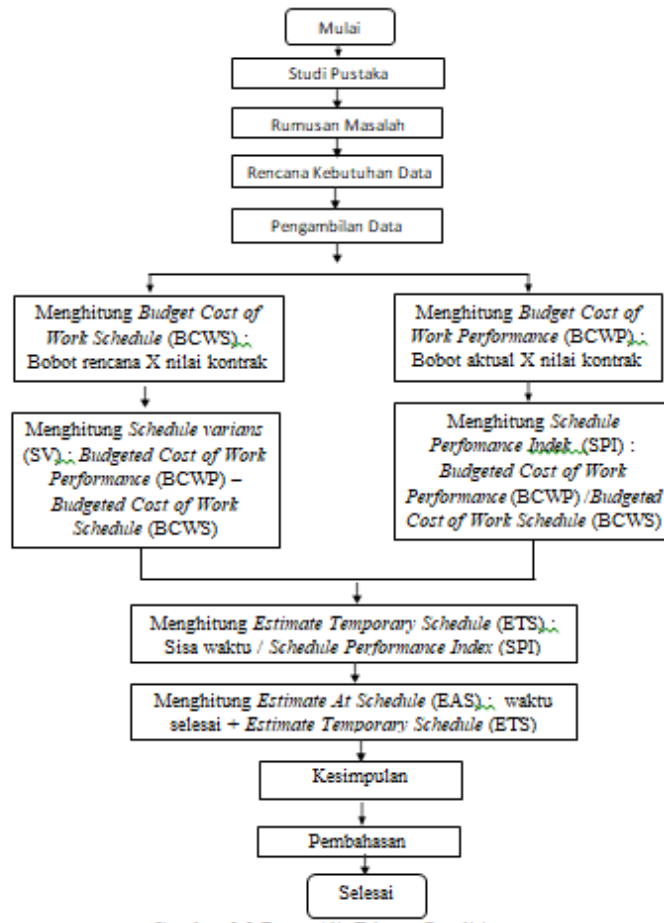 Mulai
Studi Pustaka
Rumusan Masalah
Rencana Kebutuhan Data
Pengambilan Data
Menghitung Budget Cost of
Work Schedule (BCWS) :
Bobot rencana X nilai kontrak
Menghitung Budget Cost of
Work Performance (BCWP) :
Bobot aktual X nilai kontrak
Menghitung Schedule varians
(SV) : Budgeted Cost of Work
Performance (BCWP) –
Budgeted Cost of Work
Schedule (BCWS)
Menghitung Schedule
Perfomance Indek (SPI) :
Budgeted Cost of Work
Performance (BCWP) /Budgeted
Cost of Work Schedule (BCWS)
Menghitung Estimate Temporary Schedule (ETS) :
Sisa waktu / Schedule Performance Index (SPI)
Menghitung Estimate At Schedule (EAS) : waktu
selesai + Estimate Temporary Schedule (ETS)
Kesimpulan
Pembahasan
Selesai